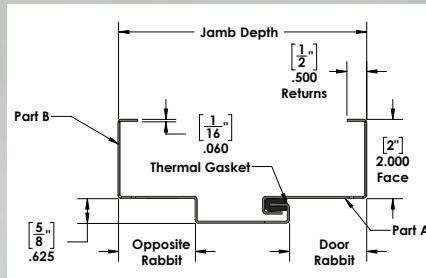 Jamb Depth
[1/2"]
.500
Returns
Part B
[1/16"]
.060
Thermal Gasket
[2"]
2.000
Face
Part A
[5/8"]
.625
Opposite
Rabbit
Door
Rabbit